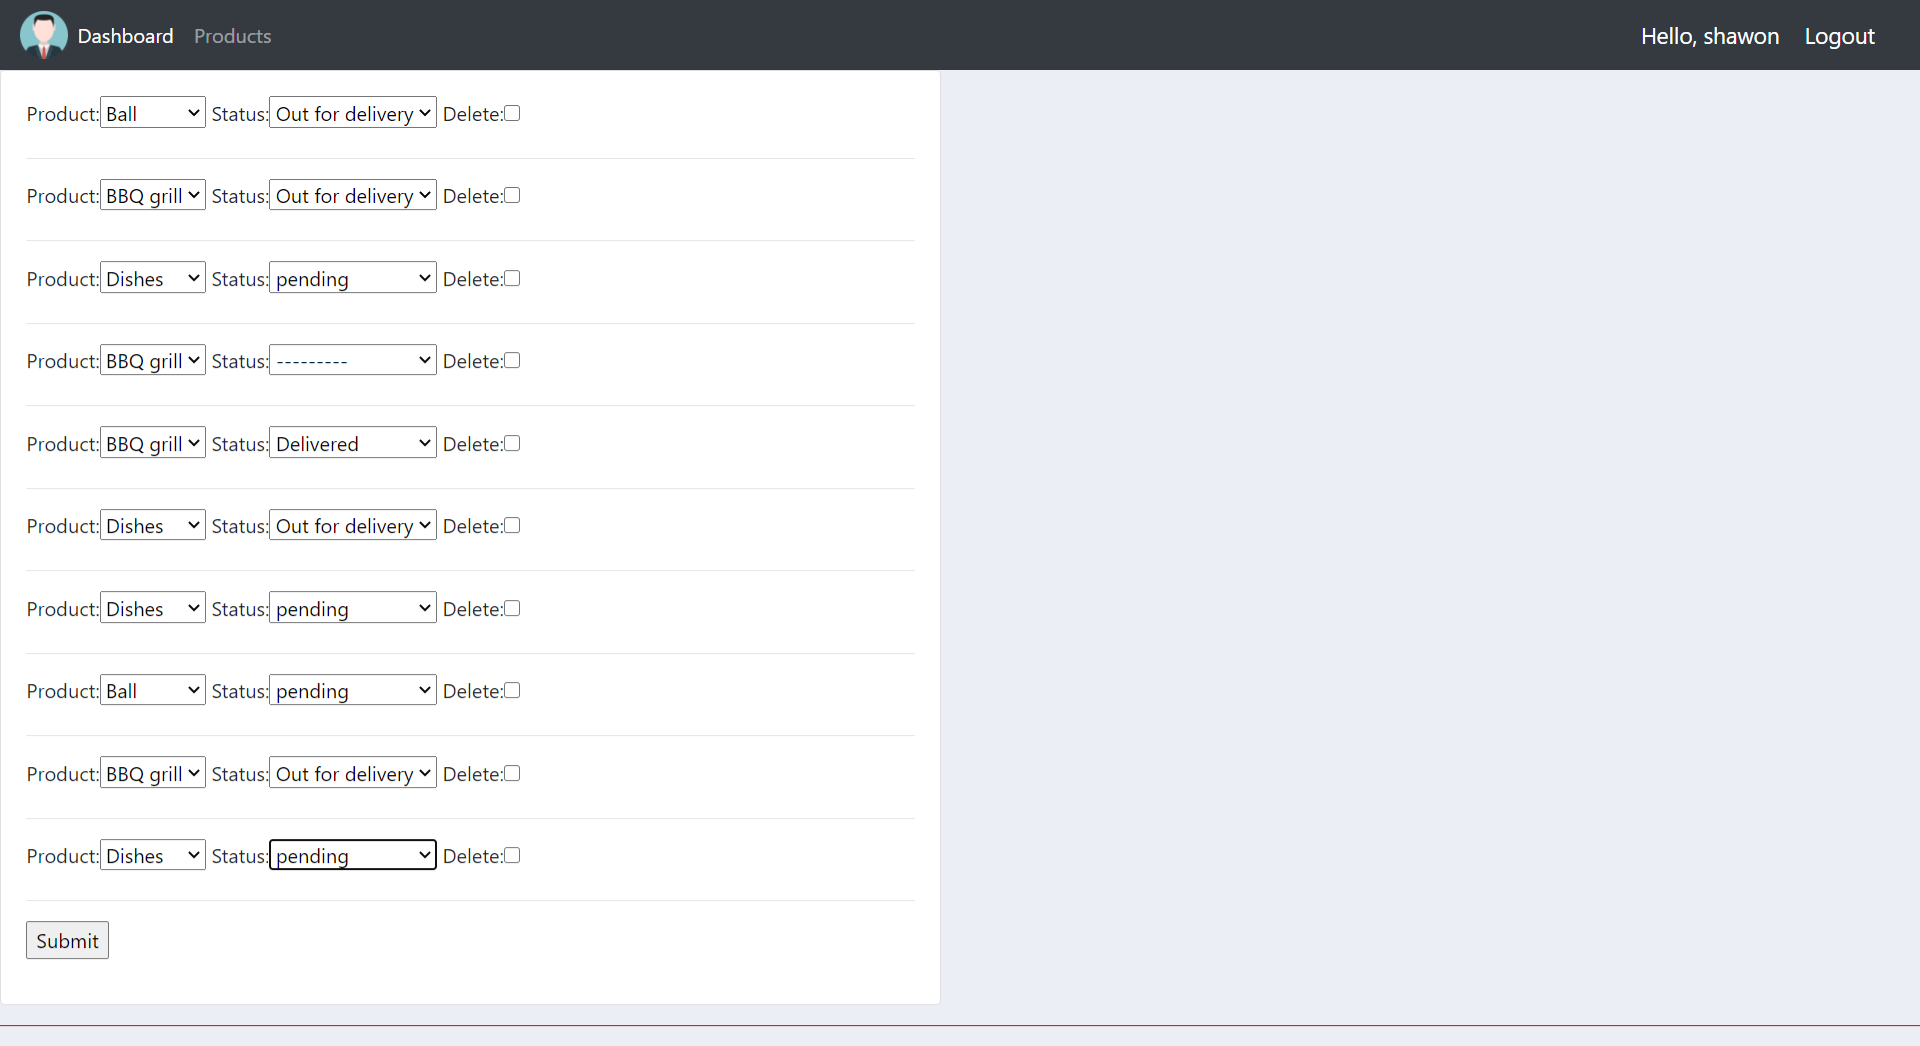 Dashboard Products Hello, shawon Logout
Product: Ball Status: Out for delivery Delete:
Product: BBQ grill Status: Out for delivery Delete:
Product: Dishes Status: pending Delete:
Product: BBQ grill Status: --------- Delete:
Product: BBQ grill Status: Delivered Delete:
Product: Dishes Status: Out for delivery Delete:
Product: Dishes Status: pending Delete:
Product: Ball Status: pending Delete:
Product: BBQ grill Status: Out for delivery Delete:
Product: Dishes Status: pending Delete:
Submit